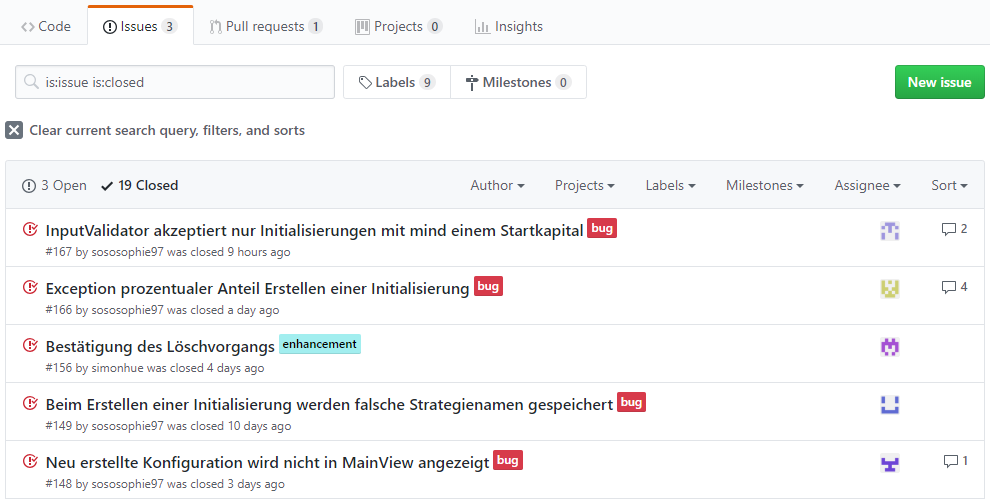 Code Issues 3 Pull requests 1 Projects 0 Insights
is:issue is:closed Labels 9 Milestones 0 New issue
Clear current search query, filters, and sorts
3 Open 19 Closed Author Projects Labels Milestones Assignee Sort
InputValidator akzeptiert nur Initialisierungen mit mind einem Startkapital bug 2
#167 by sososophie97 was closed 9 hours ago
Exception prozentualer Anteil Erstellen einer Initialisierung bug 4
#166 by sososophie97 was closed a day ago
Bestätigung des Löschvorgangs enhancement
#156 by simonhue was closed 4 days ago
Beim Erstellen einer Initialisierung werden falsche Strategienamen gespeichert bug
#149 by sososophie97 was closed 10 days ago
Neu erstellte Konfiguration wird nicht in MainView angezeigt bug 1
#148 by sososophie97 was closed 3 days ago